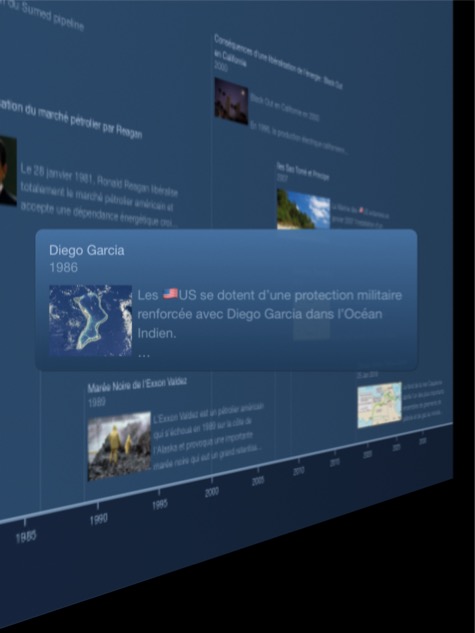 du Sumed pipeline
Conséquences d'une libéralisation de l'énergie: Black Out
en Californie
2000
Black Out en Californie en 2000
En 1996, la production électrique
ation du marché pétrolier par Reagan
Le 28 janvier 1981, Ronald Reagan libéralise
totalement le marché pétrolier américain et
accepte une dépendance énergétique croi...
Iles Sao Tomé et Principe
2007
Diego Garcia
1986
Les 🇺🇸US se dotent d'une protection militaire
renforcée avec Diego Garcia dans l'Océan
Indien.
...
Marée Noire de l'Exxon Valdez
1989
L'Exxon Valdez est un pétrolier américain
qui s'échoua en 1989 sur la côte de
l'Alaska et provoqua une importante
marée noire qui eut un grand retentiss...
1985
1990
1995
2000
2005
2010